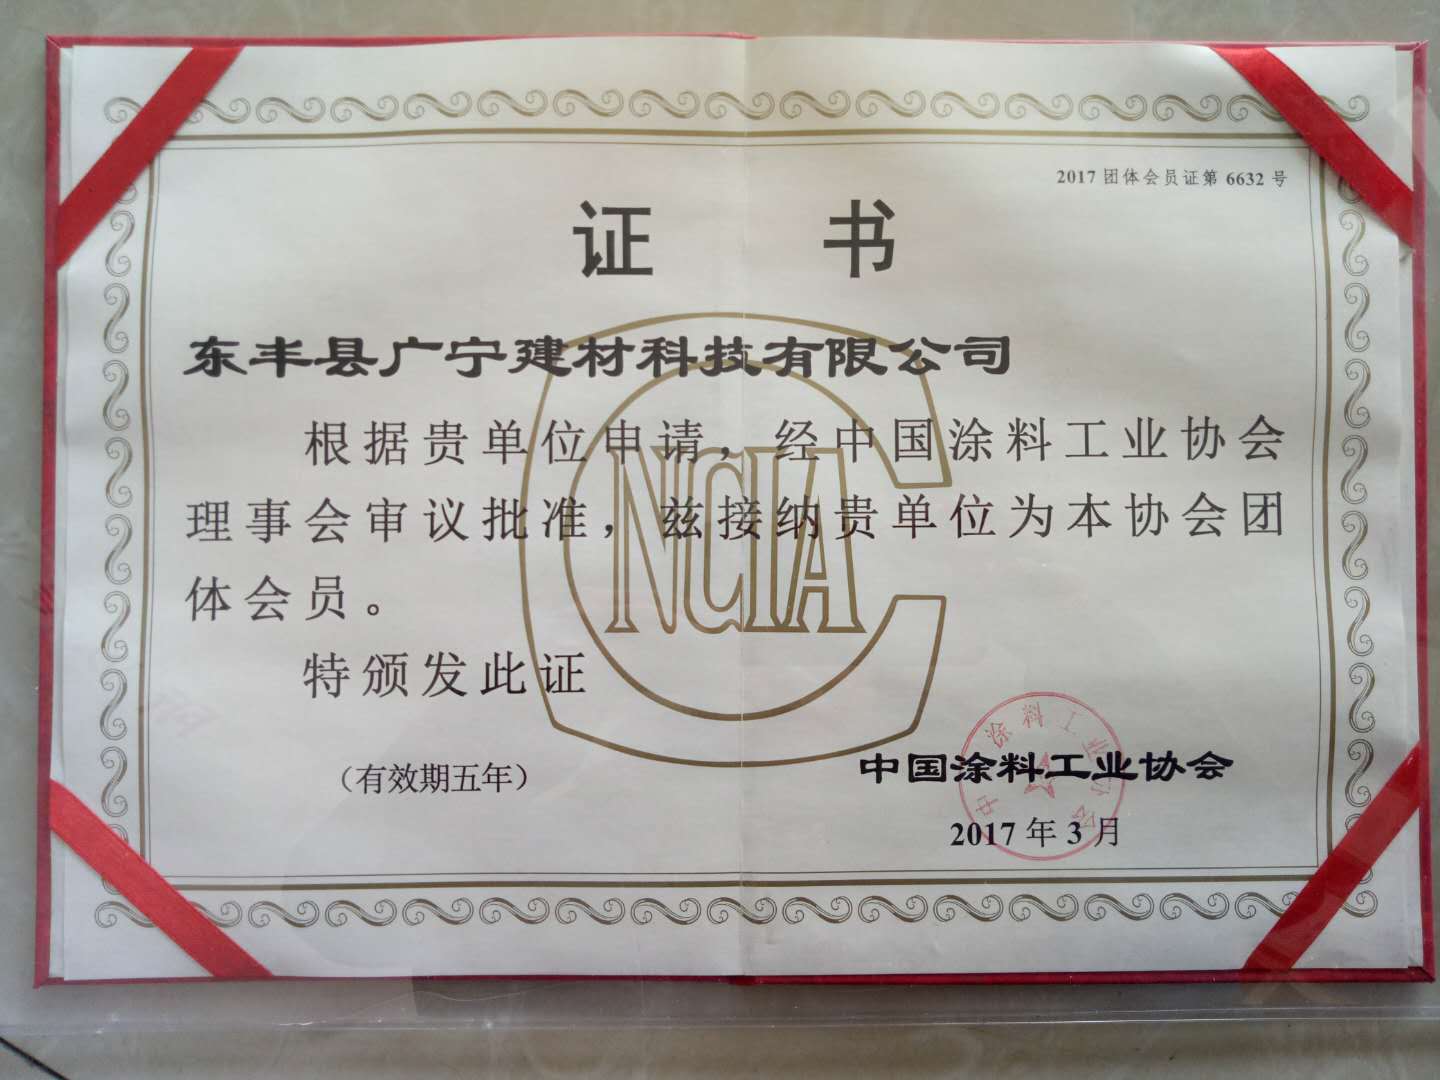 2017 团体会员证第 6632 号
证 书
东丰县广宁建材科技有限公司
根据贵单位申请，经中国涂料工业协会
理事会审议批准，兹接纳贵单位为本协会团
体会员。
NCIA
特颁发此证
（有效期五年）
中国涂料工业协会
2017 年 3 月